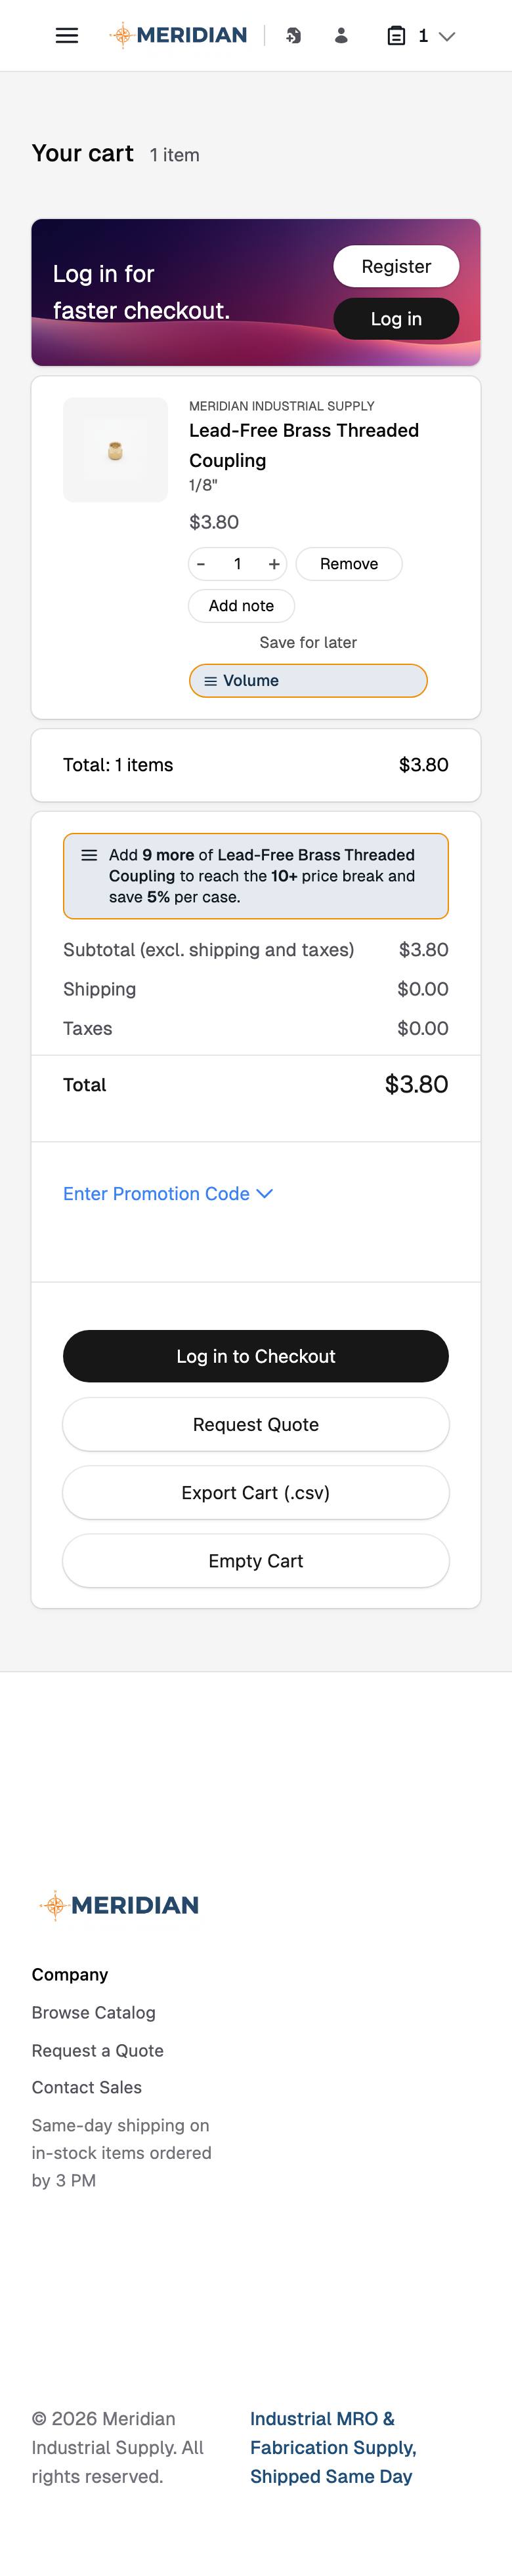 MERIDIAN
1
Your cart 1 item
Log in for
faster checkout.
Register
Log in
MERIDIAN INDUSTRIAL SUPPLY
Lead-Free Brass Threaded
Coupling
1/8"
$3.80
- 1 + Remove
Add note
Save for later
Volume
Total: 1 items $3.80
Add 9 more of Lead-Free Brass Threaded
Coupling to reach the 10+ price break and
save 5% per case.
Subtotal (excl. shipping and taxes) $3.80
Shipping $0.00
Taxes $0.00
Total $3.80
Enter Promotion Code
Log in to Checkout
Request Quote
Export Cart (.csv)
Empty Cart
MERIDIAN
Company
Browse Catalog
Request a Quote
Contact Sales
Same-day shipping on
in-stock items ordered
by 3 PM
© 2026 Meridian
Industrial Supply. All
rights reserved.
Industrial MRO &
Fabrication Supply,
Shipped Same Day